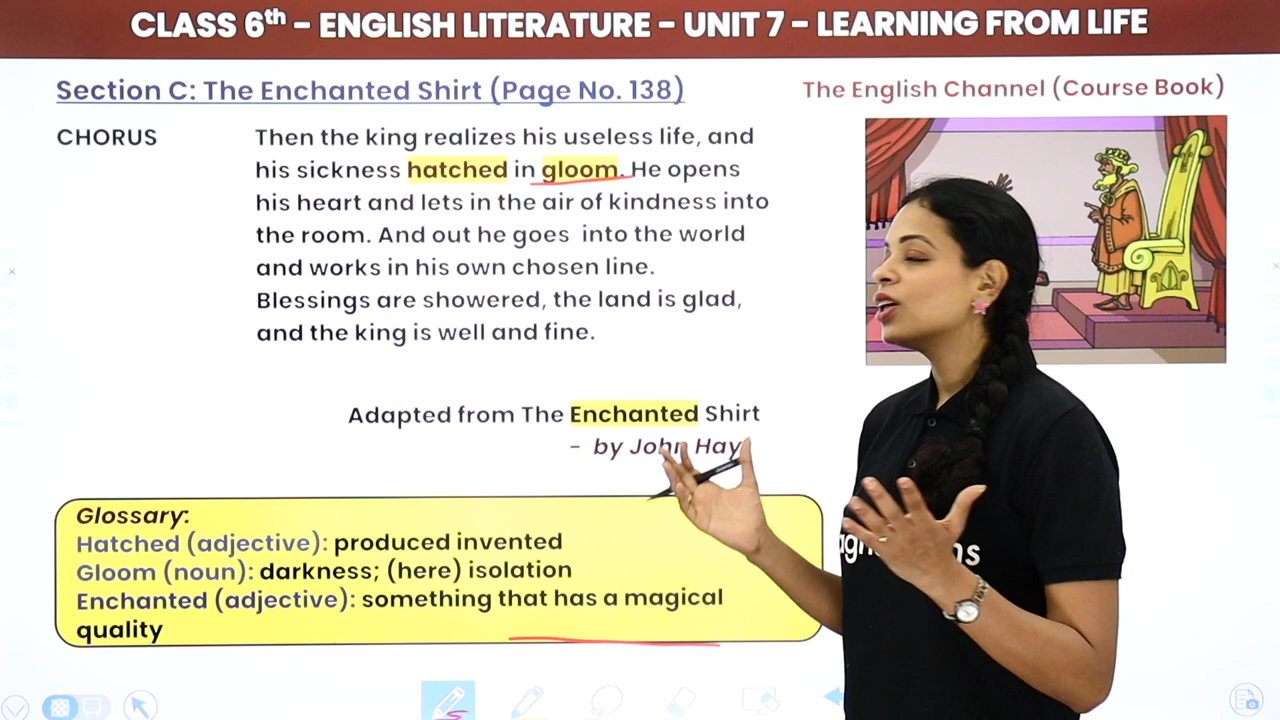 CLASS 6th – ENGLISH LITERATURE – UNIT 7 – LEARNING FROM LIFE
Section C: The Enchanted Shirt (Page No. 138)
The English Channel (Course Book)
CHORUS
Then the king realizes his useless life, and
his sickness hatched in gloom. He opens
his heart and lets in the air of kindness into
the room. And out he goes into the world
and works in his own chosen line.
Blessings are showered, the land is glad,
and the king is well and fine.
Adapted from The Enchanted Shirt
- by John Hay
Glossary:
Hatched (adjective): produced invented
Gloom (noun): darkness; (here) isolation
Enchanted (adjective): something that has a magical
quality